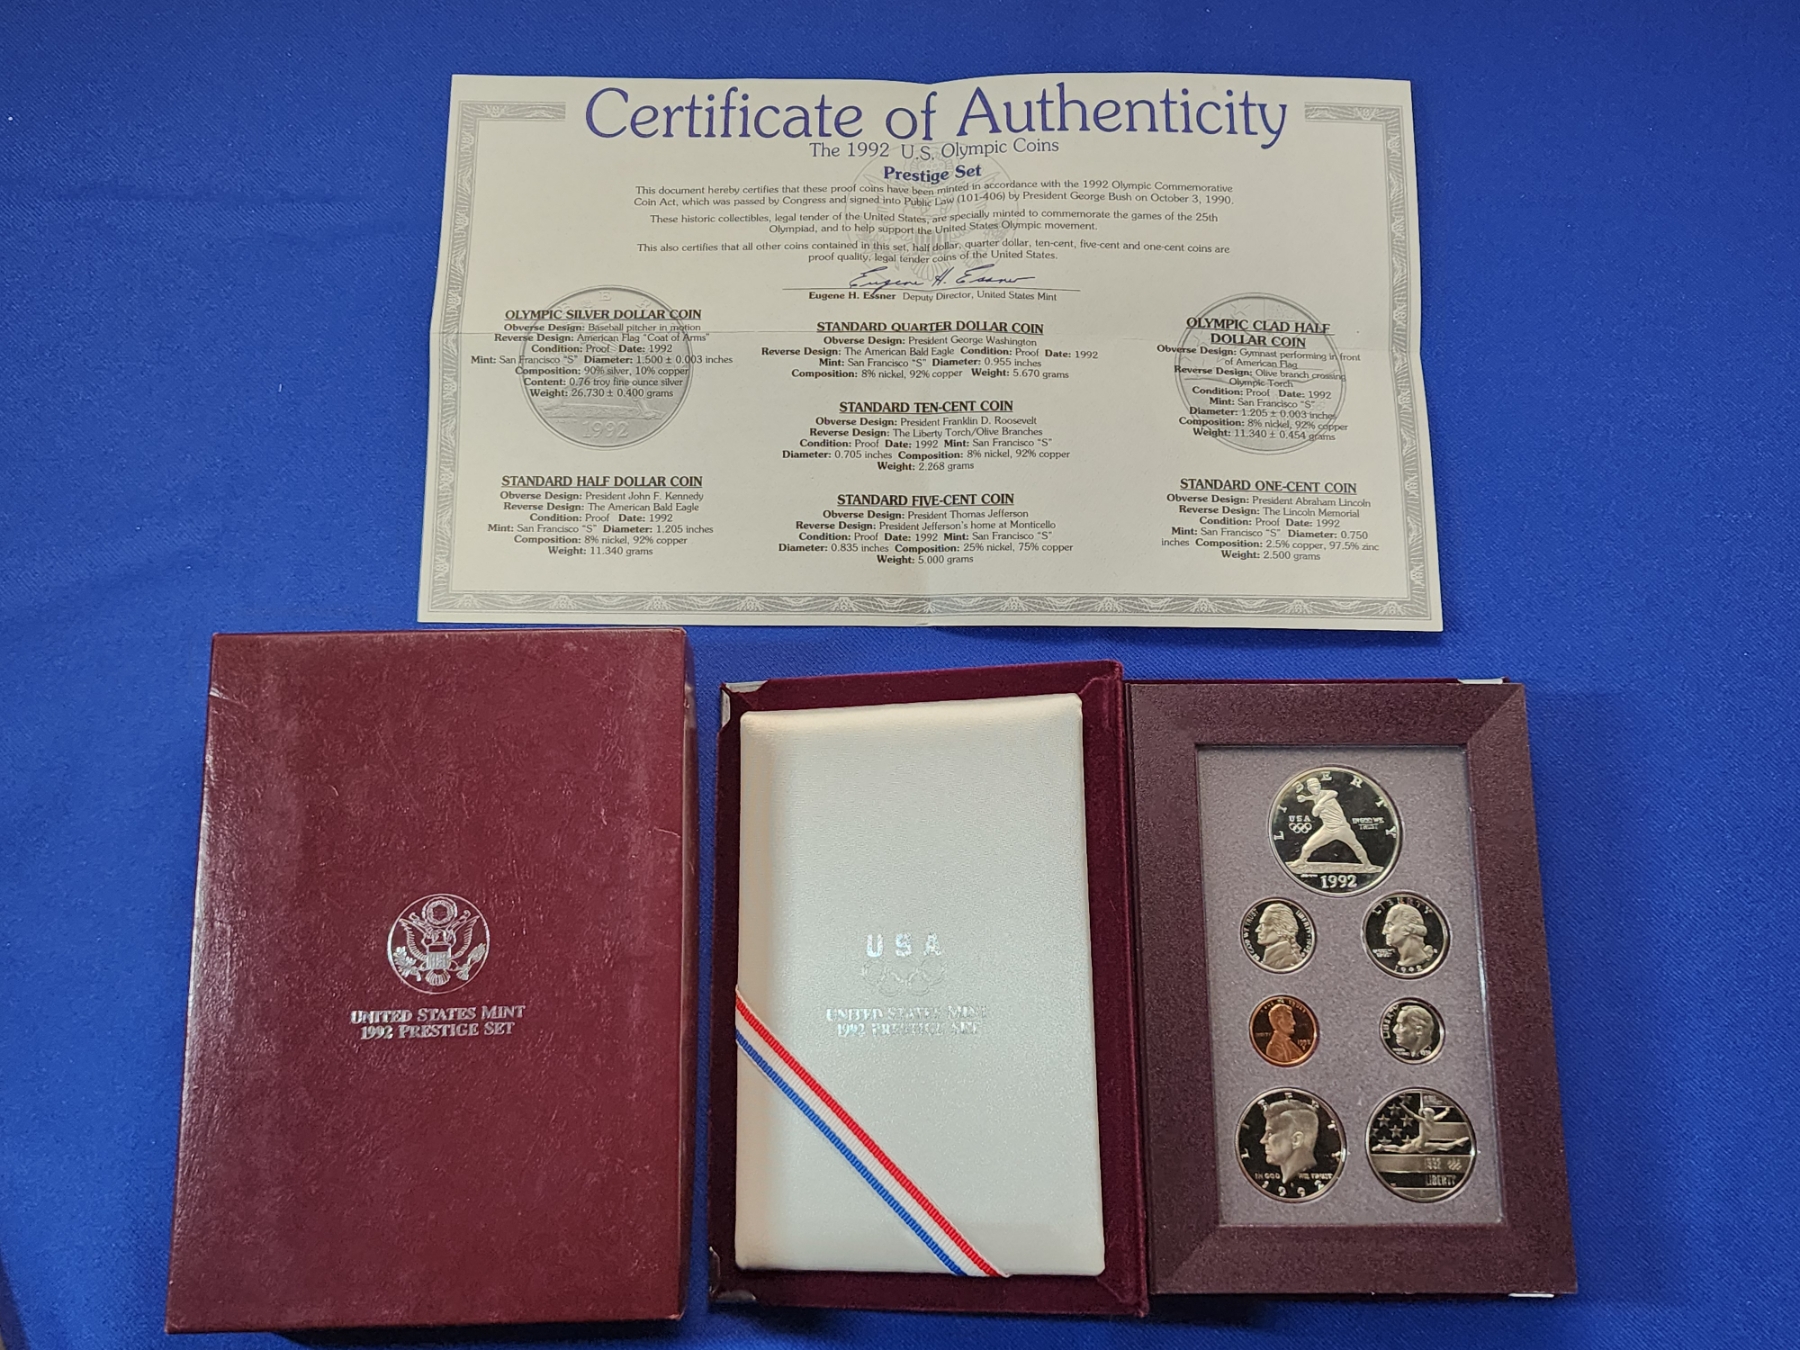 Certificate of Authenticity
The 1992 U.S. Olympic Coins
Prestige Set
This document hereby certifies that these proof coins have been minted in accordance with the 1992 Olympic Commemorative
Coin Act, which was passed by Congress and signed into Public Law (101-406) by President George Bush on October 3, 1990.
These historic collectibles, legal tender of the United States, are specially minted to commemorate the games of the 25th
Olympiad, and to help support the United States Olympic movement.
This also certifies that all other coins contained in this set, half dollar, quarter dollar, ten-cent, five-cent and one-cent coins are
proof quality, legal tender coins of the United States.
Eugene H. Essner
Eugene H. Essner Deputy Director, United States Mint
OLYMPIC SILVER DOLLAR COIN
Obverse Design: Baseball pitcher in motion
Reverse Design: American Flag "Coat of Arms"
Condition: Proof Date: 1992
Mint: San Francisco "S" Diameter: 1.500 ± 0.003 inches
Composition: 90% silver, 10% copper
Content: 0.76 troy fine ounce silver
Weight: 26.730 ± 0.400 grams
1992
STANDARD HALF DOLLAR COIN
Obverse Design: President John F. Kennedy
Reverse Design: The American Bald Eagle
Condition: Proof Date: 1992
Mint: San Francisco "S" Diameter: 1.205 inches
Composition: 8% nickel, 92% copper
Weight: 11.340 grams
STANDARD QUARTER DOLLAR COIN
Obverse Design: President George Washington
Reverse Design: The American Bald Eagle Condition: Proof Date: 1992
Mint: San Francisco "S" Diameter: 0.955 inches
Composition: 8% nickel, 92% copper Weight: 5.670 grams
STANDARD TEN-CENT COIN
Obverse Design: President Franklin D. Roosevelt
Reverse Design: The Liberty Torch/Olive Branches
Condition: Proof Date: 1992 Mint: San Francisco "S"
Diameter: 0.705 inches Composition: 8% nickel, 92% copper
Weight: 2.268 grams
STANDARD FIVE-CENT COIN
Obverse Design: President Thomas Jefferson
Reverse Design: President Jefferson's home at Monticello
Condition: Proof Date: 1992 Mint: San Francisco "S"
Diameter: 0.835 inches Composition: 25% nickel, 75% copper
Weight: 5.000 grams
OLYMPIC CLAD HALF
DOLLAR COIN
Obverse Design: Gymnast performing in front
of American Flag
Reverse Design: Olive branch crossing
Olympic Torch
Condition: Proof Date: 1992
Mint: San Francisco "S"
Diameter: 1.205 ± 0.003 inches
Composition: 8% nickel, 92% copper
Weight: 11.340 ± 0.454 grams
STANDARD ONE-CENT COIN
Obverse Design: President Abraham Lincoln
Reverse Design: The Lincoln Memorial
Condition: Proof Date: 1992
Mint: San Francisco "S" Diameter: 0.750
inches Composition: 2.5% copper, 97.5% zinc
Weight: 2.500 grams
UNITED STATES MINT
1992 PRESTIGE SET
USA
UNITED STATES MINT
1992 PRESTIGE SET
LIBERTY
USA
IN GOD WE
TRUST
1992
LIBERTY
1992
IN GOD WE TRUST
1992
1992
LIBERTY